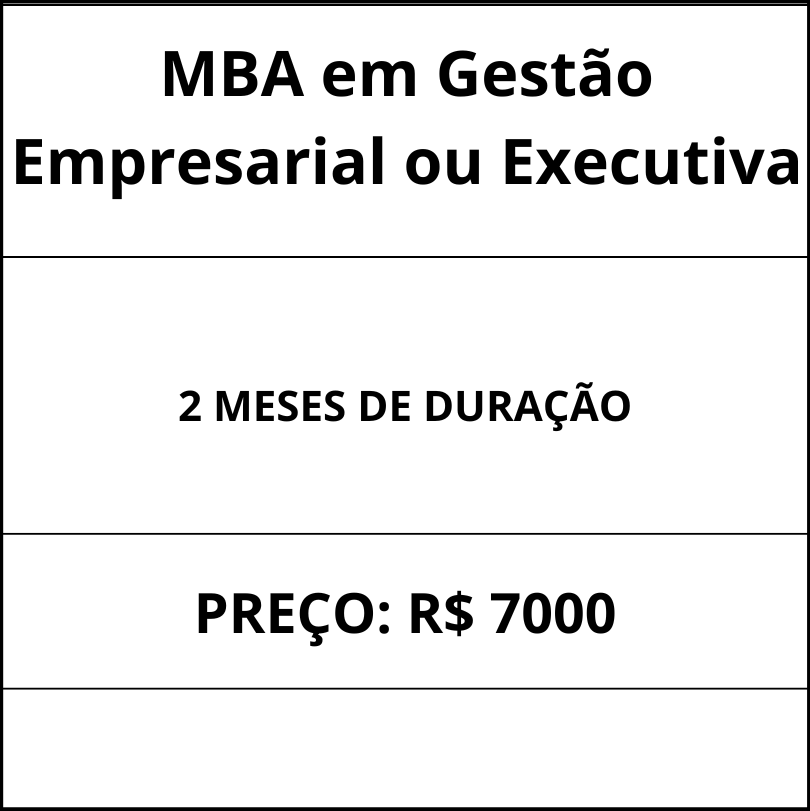 MBA em Gestão
Empresarial ou Executiva
2 MESES DE DURAÇÃO
PREÇO: R$ 7000